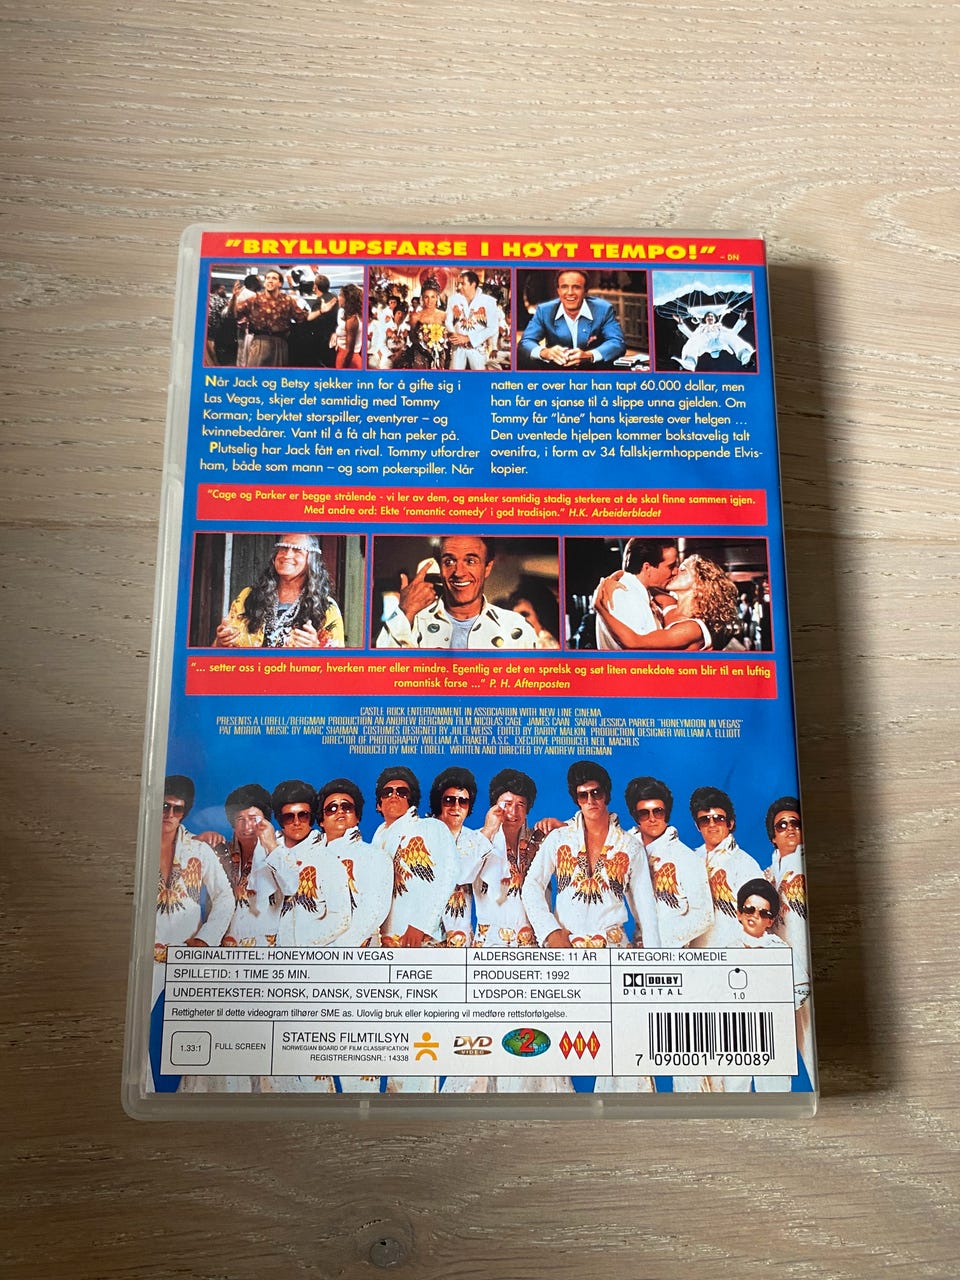 "BRYLLUPSFARSE I HØYT TEMPO!" – DN
Når Jack og Betsy sjekker inn for å gifte sig i
Las Vegas, skjer det samtidig med Tommy
Korman; beryktet storspiller, eventyrer – og
kvinnebedårer. Vant til å få alt han peker på.
Plutselig har Jack fått en rival. Tommy utfordrer
ham, både som mann – og som pokerspiller. Når
natten er over har han tapt 60.000 dollar, men
han får en sjanse til å slippe unna gjelden. Om
Tommy får "låne" hans kjæreste over helgen ...
Den uventede hjelpen kommer bokstavelig talt
ovenifra, i form av 34 fallskjermhoppende Elvis-
kopier.
"Cage og Parker er begge strålende - vi ler av dem, og ønsker samtidig stadig sterkere at de skal finne sammen igjen.
Med andre ord: Ekte 'romantic comedy' i god tradisjon." H.K. Arbeiderbladet
"... setter oss i godt humør, hverken mer eller mindre. Egentlig er det en sprelsk og søt liten anekdote som blir til en luftig
romantisk farse ..." P. H. Aftenposten
CASTLE ROCK ENTERTAINMENT IN ASSOCIATION WITH NEW LINE CINEMA
PRESENTS A LOBELL/BERGMAN PRODUCTION AN ANDREW BERGMAN FILM NICOLAS CAGE JAMES CAAN SARAH JESSICA PARKER "HONEYMOON IN VEGAS"
PAT MORITA MUSIC BY MARC SHAIMAN COSTUMES DESIGNED BY JULIE WEISS EDITED BY BARRY MALKIN PRODUCTION DESIGNER WILLIAM A. ELLIOTT
DIRECTOR OF PHOTOGRAPHY WILLIAM A. FRAKER, A.S.C. EXECUTIVE PRODUCER NEIL MACHLIS
PRODUCED BY MIKE LOBELL WRITTEN AND DIRECTED BY ANDREW BERGMAN
ORIGINALTITTEL: HONEYMOON IN VEGAS
ALDERSGRENSE: 11 ÅR
KATEGORI: KOMEDIE
SPILLETID: 1 TIME 35 MIN.
FARGE
PRODUSERT: 1992
UNDERTEKSTER: NORSK, DANSK, SVENSK, FINSK
LYDSPOR: ENGELSK
DOLBY
DIGITAL
1.0
Rettigheter til dette videogram tilhører SME as. Ulovlig bruk eller kopiering vil medføre rettsforfølgelse.
1.33:1
FULL SCREEN
STATENS FILMTILSYN
NORWEGIAN BOARD OF FILM CLASSIFICATION
REGISTRERINGSNR.: 14338
DVD
VIDEO
2
SME
7 090001 790089